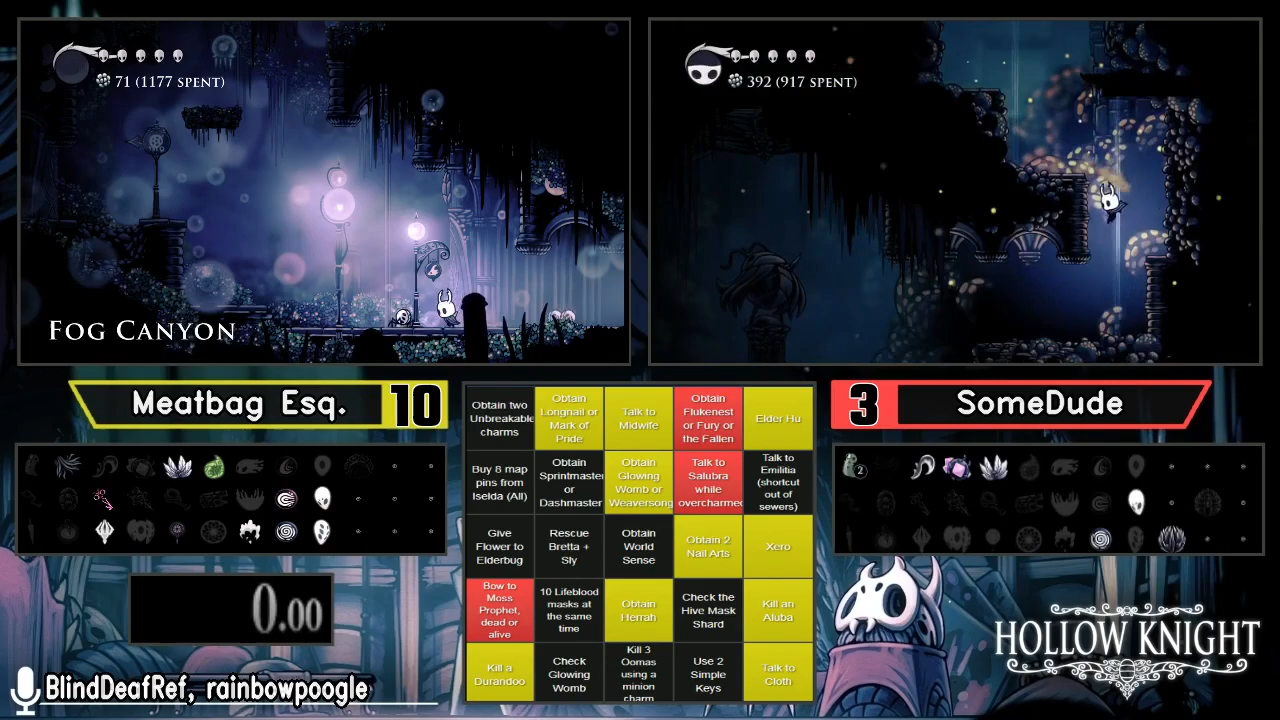 71 (1177 SPENT)
392 (917 SPENT)
FOG CANYON
Meatbag Esq.
10
3
SomeDude
Obtain two
Unbreakable
charms
Obtain
Longnail or
Mark of
Pride
Talk to
Midwife
Obtain
Flukenest
or Fury or
the Fallen
Elder Hu
Buy 8 map
pins from
Iselda (All)
Obtain
Sprintmaster
or
Dashmaster
Obtain
Glowing
Womb or
Weaversong
Talk to
Salubra
while
overcharmed
Talk to
Emilitia
(shortcut
out of
sewers)
Give
Flower to
Elderbug
Rescue
Bretta +
Sly
Obtain
World
Sense
Obtain 2
Nail Arts
Xero
Bow to
Moss
Prophet,
dead or
alive
10 Lifeblood
masks at
the same
time
Obtain
Herrah
Check the
Hive Mask
Shard
Kill an
Aluba
Kill a
Durandoo
Check
Glowing
Womb
Kill 3
Oomas
using a
minion
charm
Use 2
Simple
Keys
Talk to
Cloth
2
0.00
BlindDeafRef, rainbowpoogle
HOLLOW KNIGHT